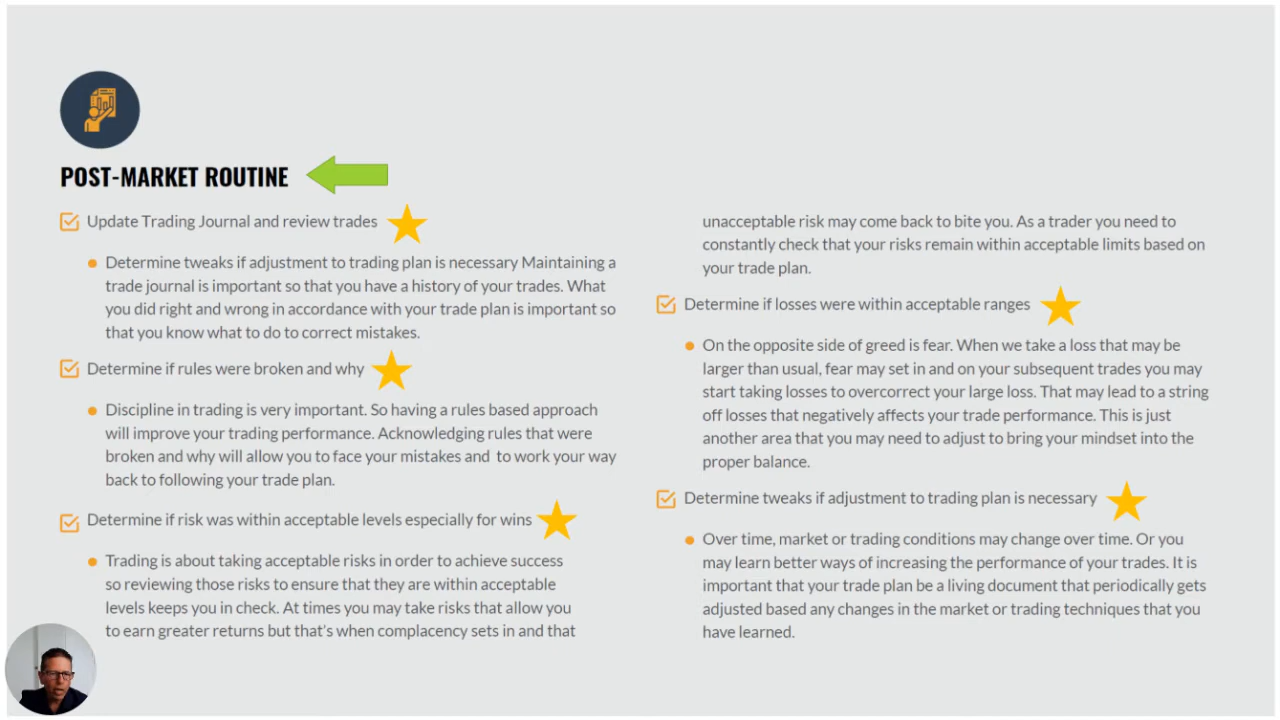 POST-MARKET ROUTINE
Update Trading Journal and review trades
Determine tweaks if adjustment to trading plan is necessary Maintaining a
trade journal is important so that you have a history of your trades. What
you did right and wrong in accordance with your trade plan is important so
that you know what to do to correct mistakes.
Determine if rules were broken and why
Discipline in trading is very important. So having a rules based approach
will improve your trading performance. Acknowledging rules that were
broken and why will allow you to face your mistakes and to work your way
back to following your trade plan.
Determine if risk was within acceptable levels especially for wins
Trading is about taking acceptable risks in order to achieve success
so reviewing those risks to ensure that they are within acceptable
levels keeps you in check. At times you may take risks that allow you
to earn greater returns but that's when complacency sets in and that
unacceptable risk may come back to bite you. As a trader you need to
constantly check that your risks remain within acceptable limits based on
your trade plan.
Determine if losses were within acceptable ranges
On the opposite side of greed is fear. When we take a loss that may be
larger than usual, fear may set in and on your subsequent trades you may
start taking losses to overcorrect your large loss. That may lead to a string
off losses that negatively affects your trade performance. This is just
another area that you may need to adjust to bring your mindset into the
proper balance.
Determine tweaks if adjustment to trading plan is necessary
Over time, market or trading conditions may change over time. Or you
may learn better ways of increasing the performance of your trades. It is
important that your trade plan be a living document that periodically gets
adjusted based any changes in the market or trading techniques that you
have learned.